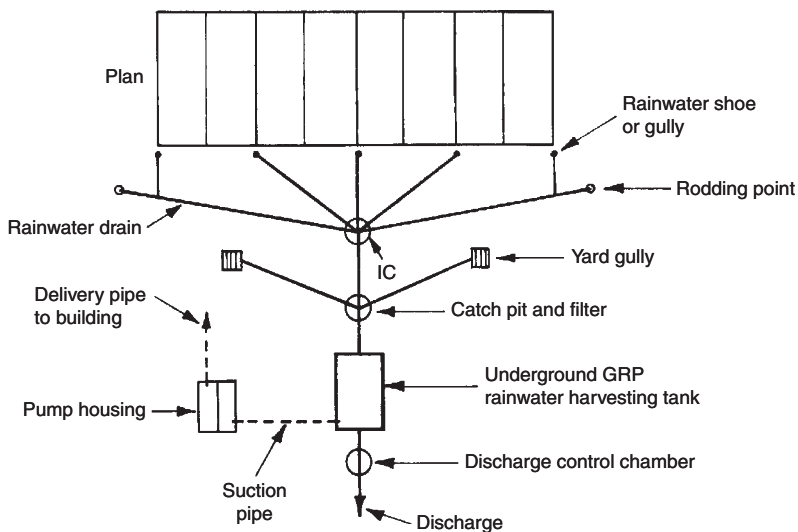 Plan
Rainwater shoe
or gully
Rodding point
Rainwater drain
IC
Yard gully
Delivery pipe
to building
Catch pit and filter
Underground GRP
rainwater harvesting tank
Pump housing
Discharge control chamber
Suction
pipe
Discharge